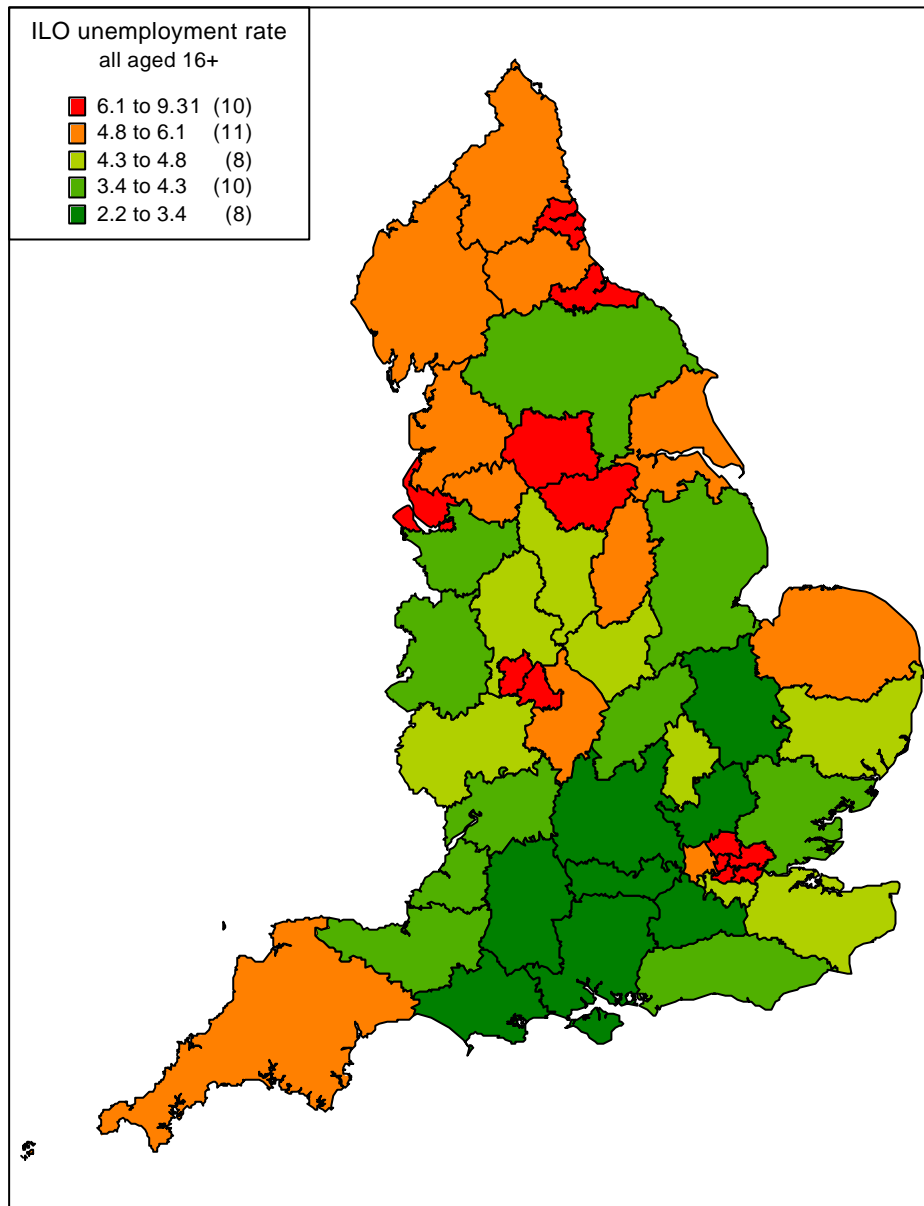 ILO unemployment rate
all aged 16+
6.1 to 9.31 (10)
4.8 to 6.1 (11)
4.3 to 4.8 (8)
3.4 to 4.3 (10)
2.2 to 3.4 (8)